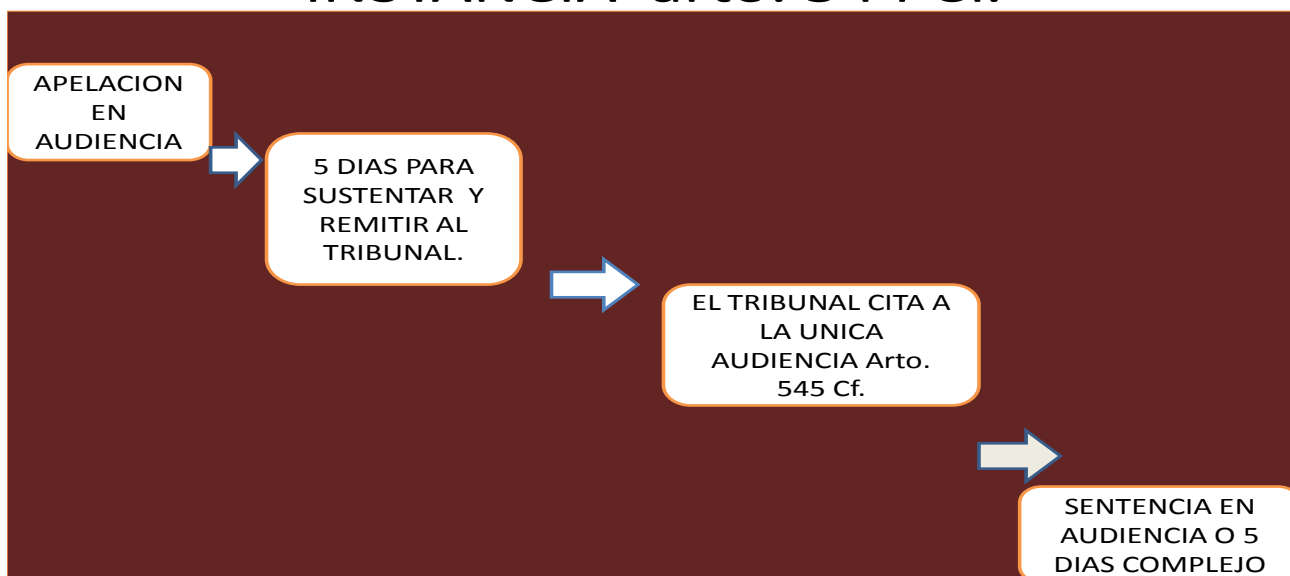 APELACION
EN
AUDIENCIA
5 DIAS PARA
SUSTENTAR Y
REMITIR AL
TRIBUNAL.
EL TRIBUNAL CITA A
LA UNICA
AUDIENCIA Arto.
545 Cf.
SENTENCIA EN
AUDIENCIA O 5
DIAS COMPLEJO